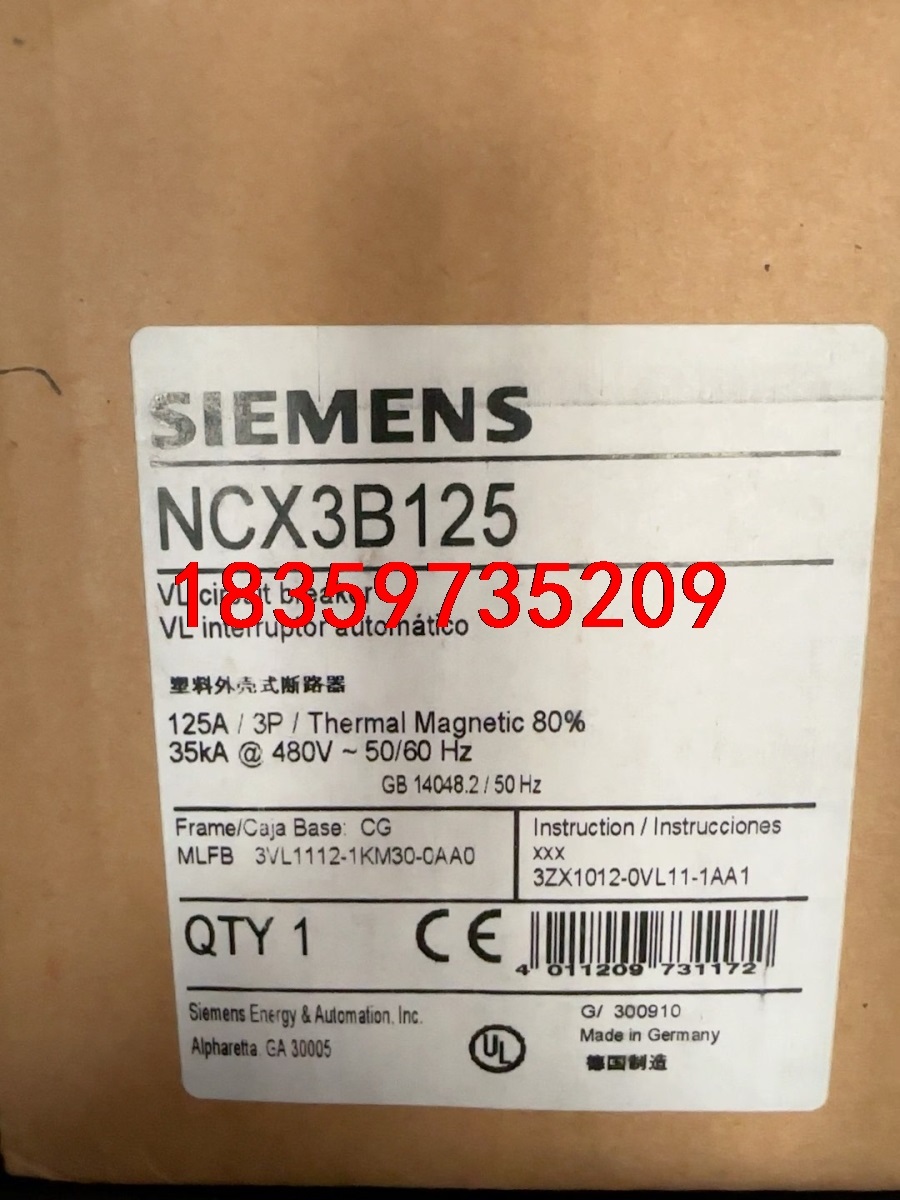 SIEMENS
NCX3B125
18359735209
VL circuit breaker
VL interruptor automático
塑料外壳式断路器
125A / 3P / Thermal Magnetic 80%
35kA @ 480V ~ 50/60 Hz
GB 14048.2 / 50 Hz
Frame/Caja Base: CG
MLFB 3VL1112-1KM30-0AA0
Instruction / Instrucciones
xxx
3ZX1012-0VL11-1AA1
QTY 1
CE
4 011209 731172
Siemens Energy & Automation, Inc.
Alpharetta, GA 30005
UL
G/ 300910
Made in Germany
德国制造